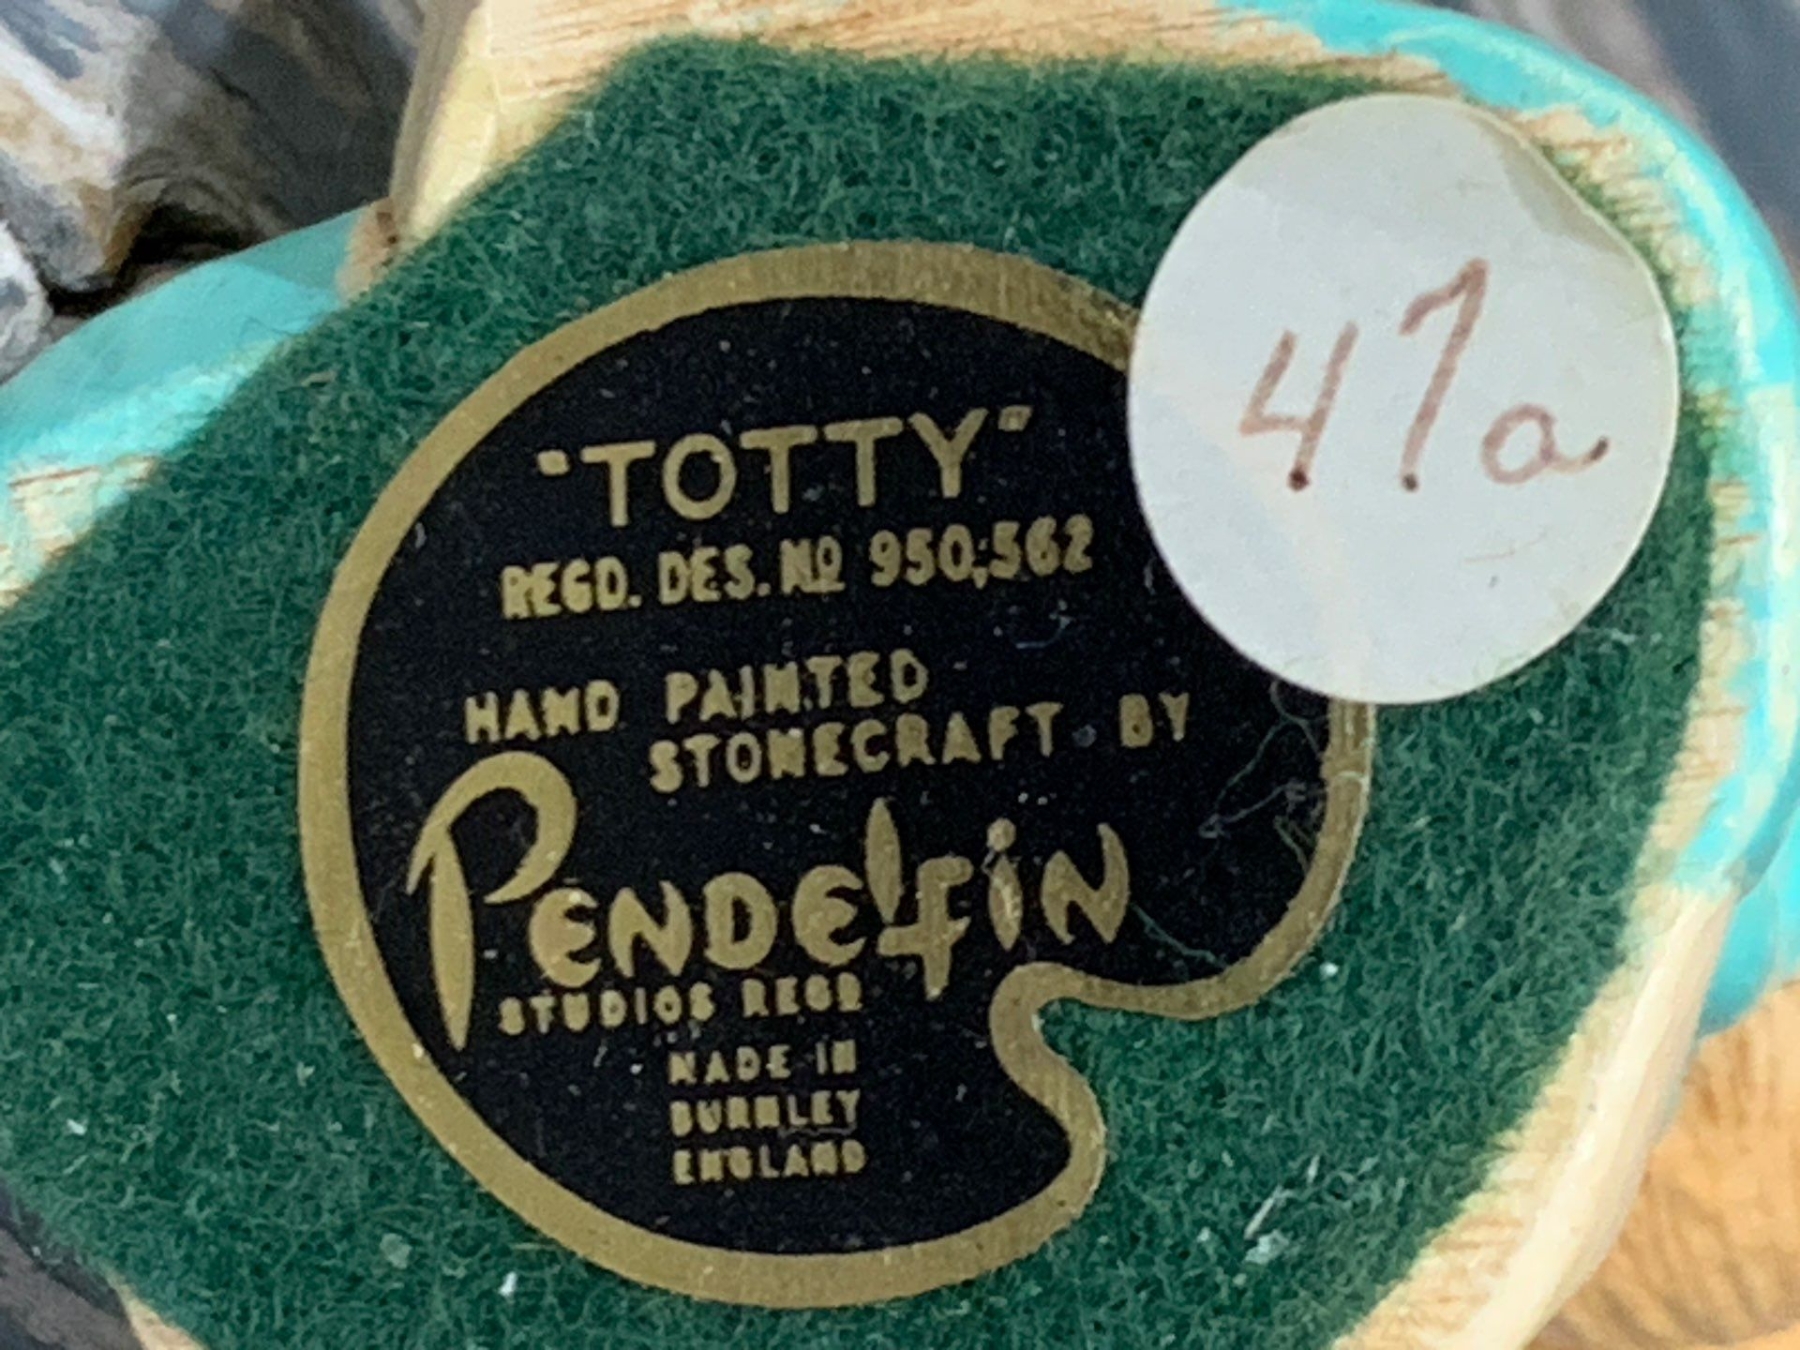 "TOTTY"
REGD. DES. No 950,562
HAND PAINTED
STONECRAFT BY
PENDELFIN
STUDIOS REGD
MADE IN
BURNLEY
ENGLAND
47a